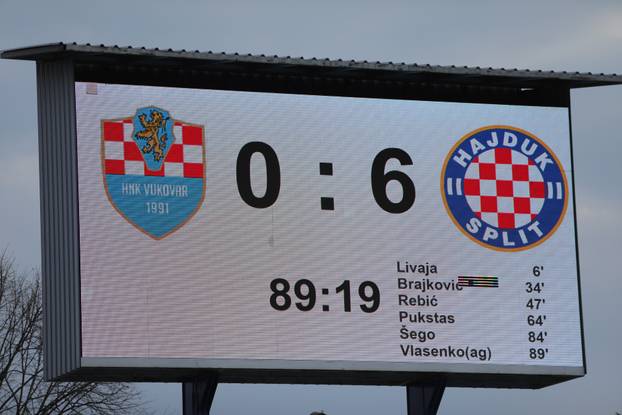 HNK VUKOVAR
1991
0 : 6
HAJDUK
SPLIT
89:19
Livaja 6'
Brajković 34'
Rebić 47'
Pukstas 64'
Šego 84'
Vlasenko(ag) 89'